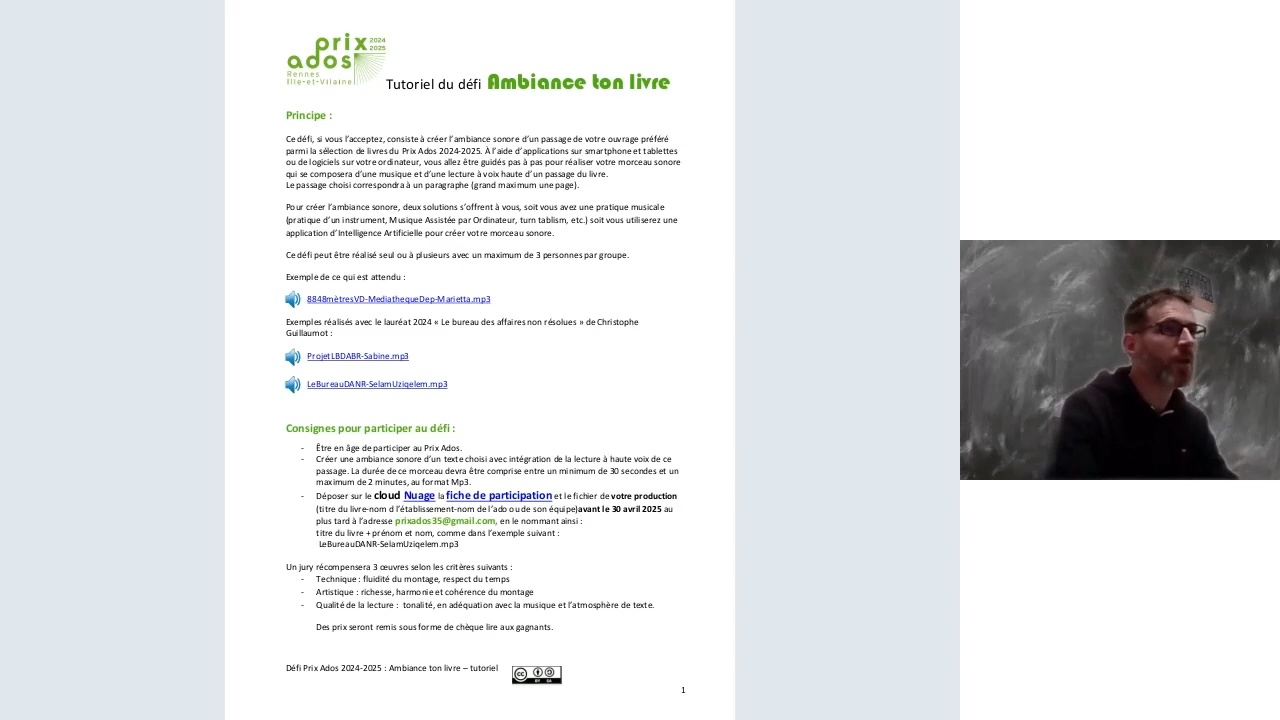 prix 2024
2025
ados
Rennes
Ille-et-Vilaine
Tutoriel du défi Ambiance ton livre
Principe :
Ce défi, si vous l'acceptez, consiste à créer l'ambiance sonore d'un passage de votre ouvrage préféré
parmi la sélection de livres du Prix Ados 2024-2025. À l'aide d'applications sur smartphone et tablettes
ou de logiciels sur votre ordinateur, vous allez être guidés pas à pas pour réaliser votre morceau sonore
qui se composera d'une musique et d'une lecture à voix haute d'un passage du livre.
Le passage choisi correspondra à un paragraphe (grand maximum une page).
Pour créer l'ambiance sonore, deux solutions s'offrent à vous, soit vous avez une pratique musicale
(pratique d'un instrument, Musique Assistée par Ordinateur, turn tablism, etc.) soit vous utiliserez une
application d'Intelligence Artificielle pour créer votre morceau sonore.
Ce défi peut être réalisé seul ou à plusieurs avec un maximum de 3 personnes par groupe.
Exemple de ce qui est attendu :
8848mètresVD-MediathequeDep-Marietta.mp3
Exemples réalisés avec le lauréat 2024 « Le bureau des affaires non résolues » de Christophe
Guillaumot :
ProjetLBDABR-Sabine.mp3
LeBureauDANR-SelamUziqelem.mp3
Consignes pour participer au défi :
- Être en âge de participer au Prix Ados.
- Créer une ambiance sonore d'un texte choisi avec intégration de la lecture à haute voix de ce
passage. La durée de ce morceau devra être comprise entre un minimum de 30 secondes et un
maximum de 2 minutes, au format Mp3.
- Déposer sur le cloud Nuage la fiche de participation et le fichier de votre production
(titre du livre-nom d l'établissement-nom de l'ado ou de son équipe)avant le 30 avril 2025 au
plus tard à l'adresse prixados35@gmail.com, en le nommant ainsi :
titre du livre + prénom et nom, comme dans l'exemple suivant :
LeBureauDANR-SelamUziqelem.mp3
Un jury récompensera 3 œuvres selon les critères suivants :
- Technique : fluidité du montage, respect du temps
- Artistique : richesse, harmonie et cohérence du montage
- Qualité de la lecture : tonalité, en adéquation avec la musique et l'atmosphère de texte.
Des prix seront remis sous forme de chèque lire aux gagnants.
Défi Prix Ados 2024-2025 : Ambiance ton livre – tutoriel
cc BY SA
1